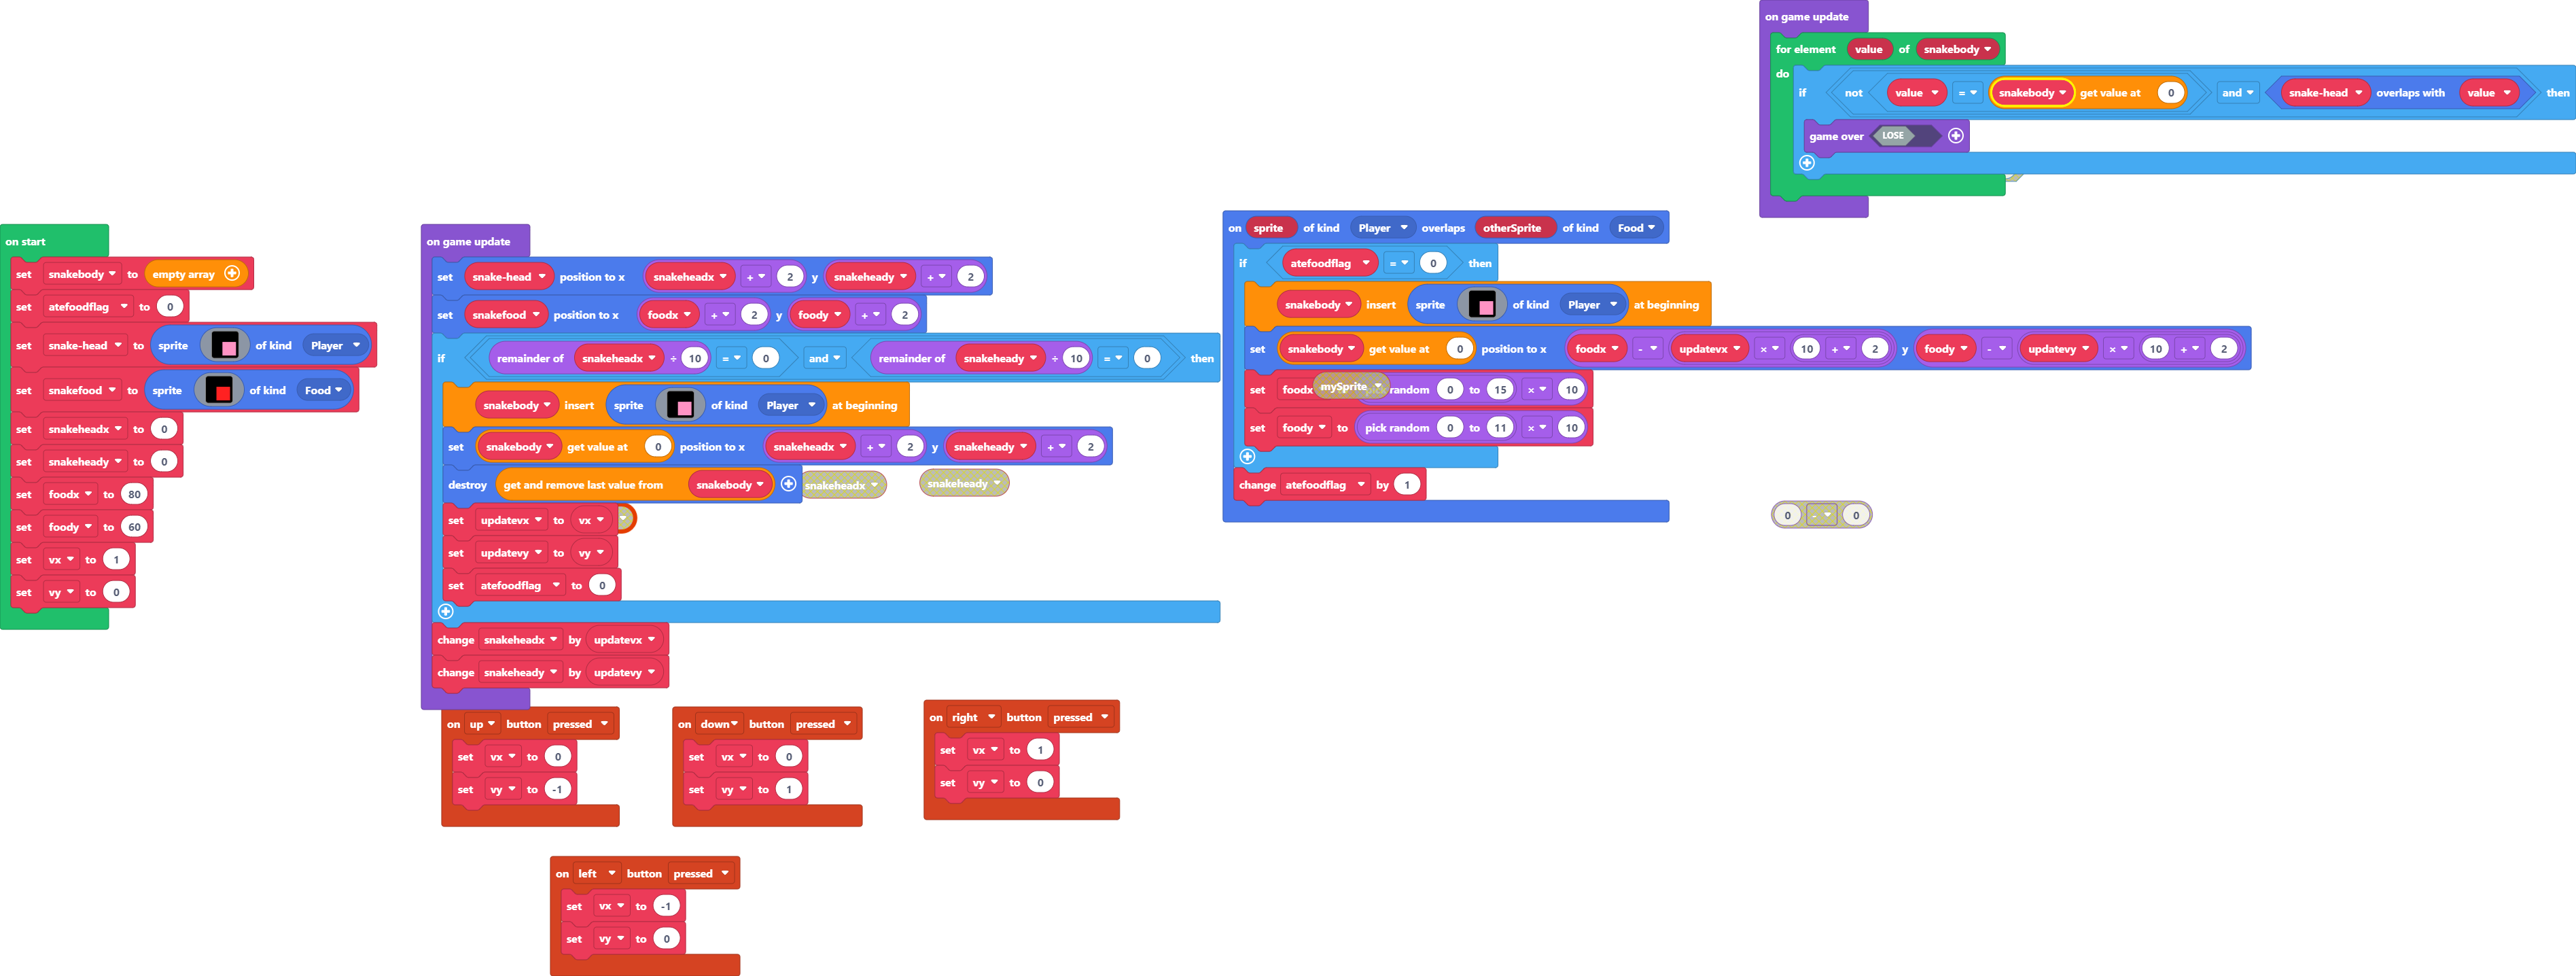 on start
set snakebody to empty array
set atefoodflag to 0
set snake-head to sprite of kind Player
set snakefood to sprite of kind Food
set snakeheadx to 0
set snakeheady to 0
set foodx to 80
set foody to 60
set vx to 1
set vy to 0
on game update
set snake-head position to x snakeheadx + 2 y snakeheady + 2
set snakefood position to x foodx + 2 y foody + 2
if remainder of snakeheadx ÷ 10 = 0 and remainder of snakeheady ÷ 10 = 0 then
snakebody insert sprite of kind Player at beginning
set snakebody get value at 0 position to x snakeheadx + 2 y snakeheady + 2
destroy get and remove last value from snakebody
snakeheadx
snakeheady
set updatevx to vx
set updatevy to vy
set atefoodflag to 0
change snakeheadx by updatevx
change snakeheady by updatevy
on up button pressed
set vx to 0
set vy to -1
on down button pressed
set vx to 0
set vy to 1
on right button pressed
set vx to 1
set vy to 0
on left button pressed
set vx to -1
set vy to 0
on sprite of kind Player overlaps otherSprite of kind Food
if atefoodflag = 0 then
snakebody insert sprite of kind Player at beginning
set snakebody get value at 0 position to x foodx - updatevx × 10 + 2 y foody - updatevy × 10 + 2
set foodx random 0 to 15 × 10
mySprite
set foody to pick random 0 to 11 × 10
change atefoodflag by 1
0 - 0
on game update
for element value of snakebody
do
if not value = snakebody get value at 0 and snake-head overlaps with value then
game over LOSE